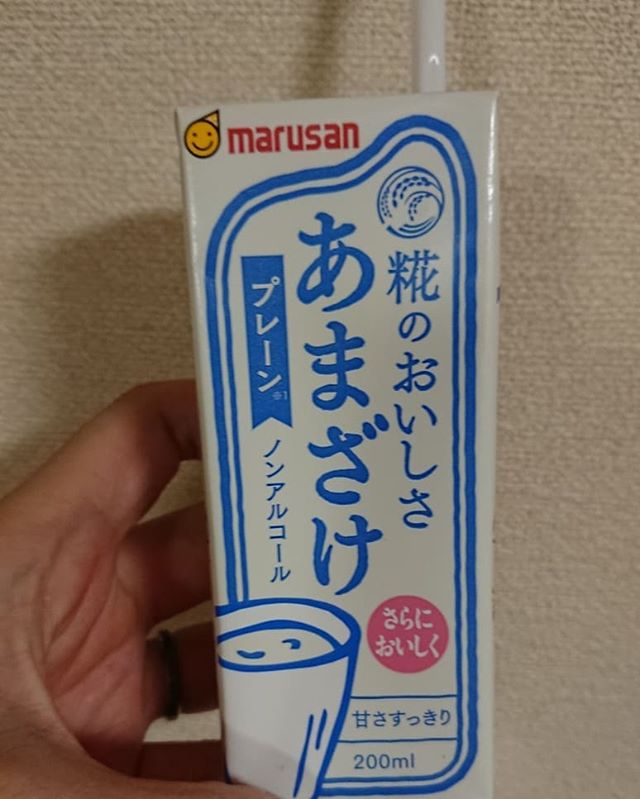 marusan
糀のおいしさ
あまざけ
プレーン※1
ノンアルコール
さらに
おいしく
甘さすっきり
200ml